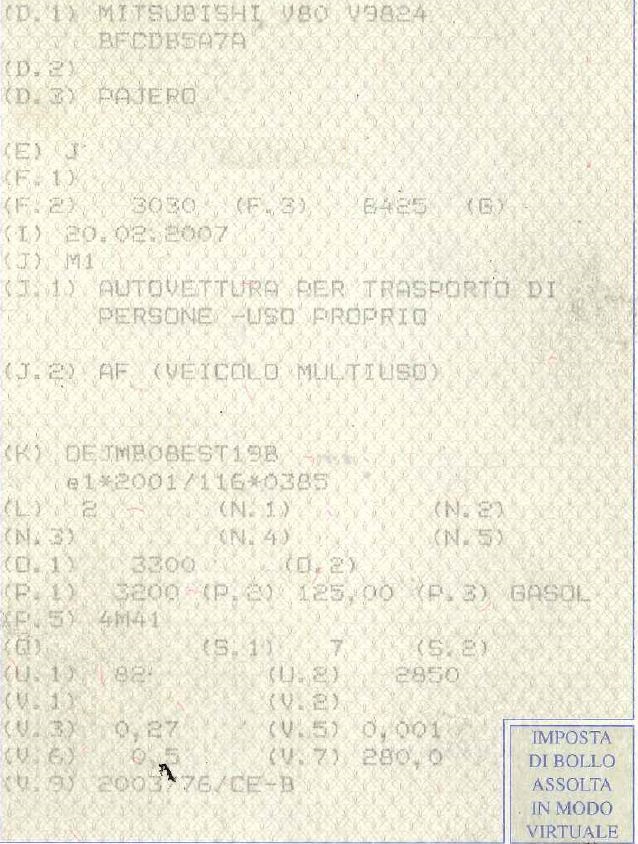 (D.1) MITSUBISHI V80 V9824
BFCDB5A7A
(D.2)
(D.3) PAJERO
(E) J
(F.1)
(F.2) 3030 (F.3) 6425 (G)
(I) 20.02.2007
(J) M1
(J.1) AUTOVETTURA PER TRASPORTO DI
PERSONE -USO PROPRIO
(J.2) AF (VEICOLO MULTIUSO)
(K) OEJMB08EST19B
e1*2001/116*0385
(L) 2 (N.1) (N.2)
(N.3) (N.4) (N.5)
(O.1) 3300 (O.2)
(P.1) 3200 (P.2) 125,00 (P.3) GASOL
(P.5) 4M41
(Q) (S.1) 7 (S.2)
(U.1) 82 (U.2) 2850
(V.1) (V.2)
(V.3) 0,27 (V.5) 0,001
(V.6) 0,5 (V.7) 280,0
(V.9) 2003/76/CE-B
IMPOSTA
DI BOLLO
ASSOLTA
IN MODO
VIRTUALE